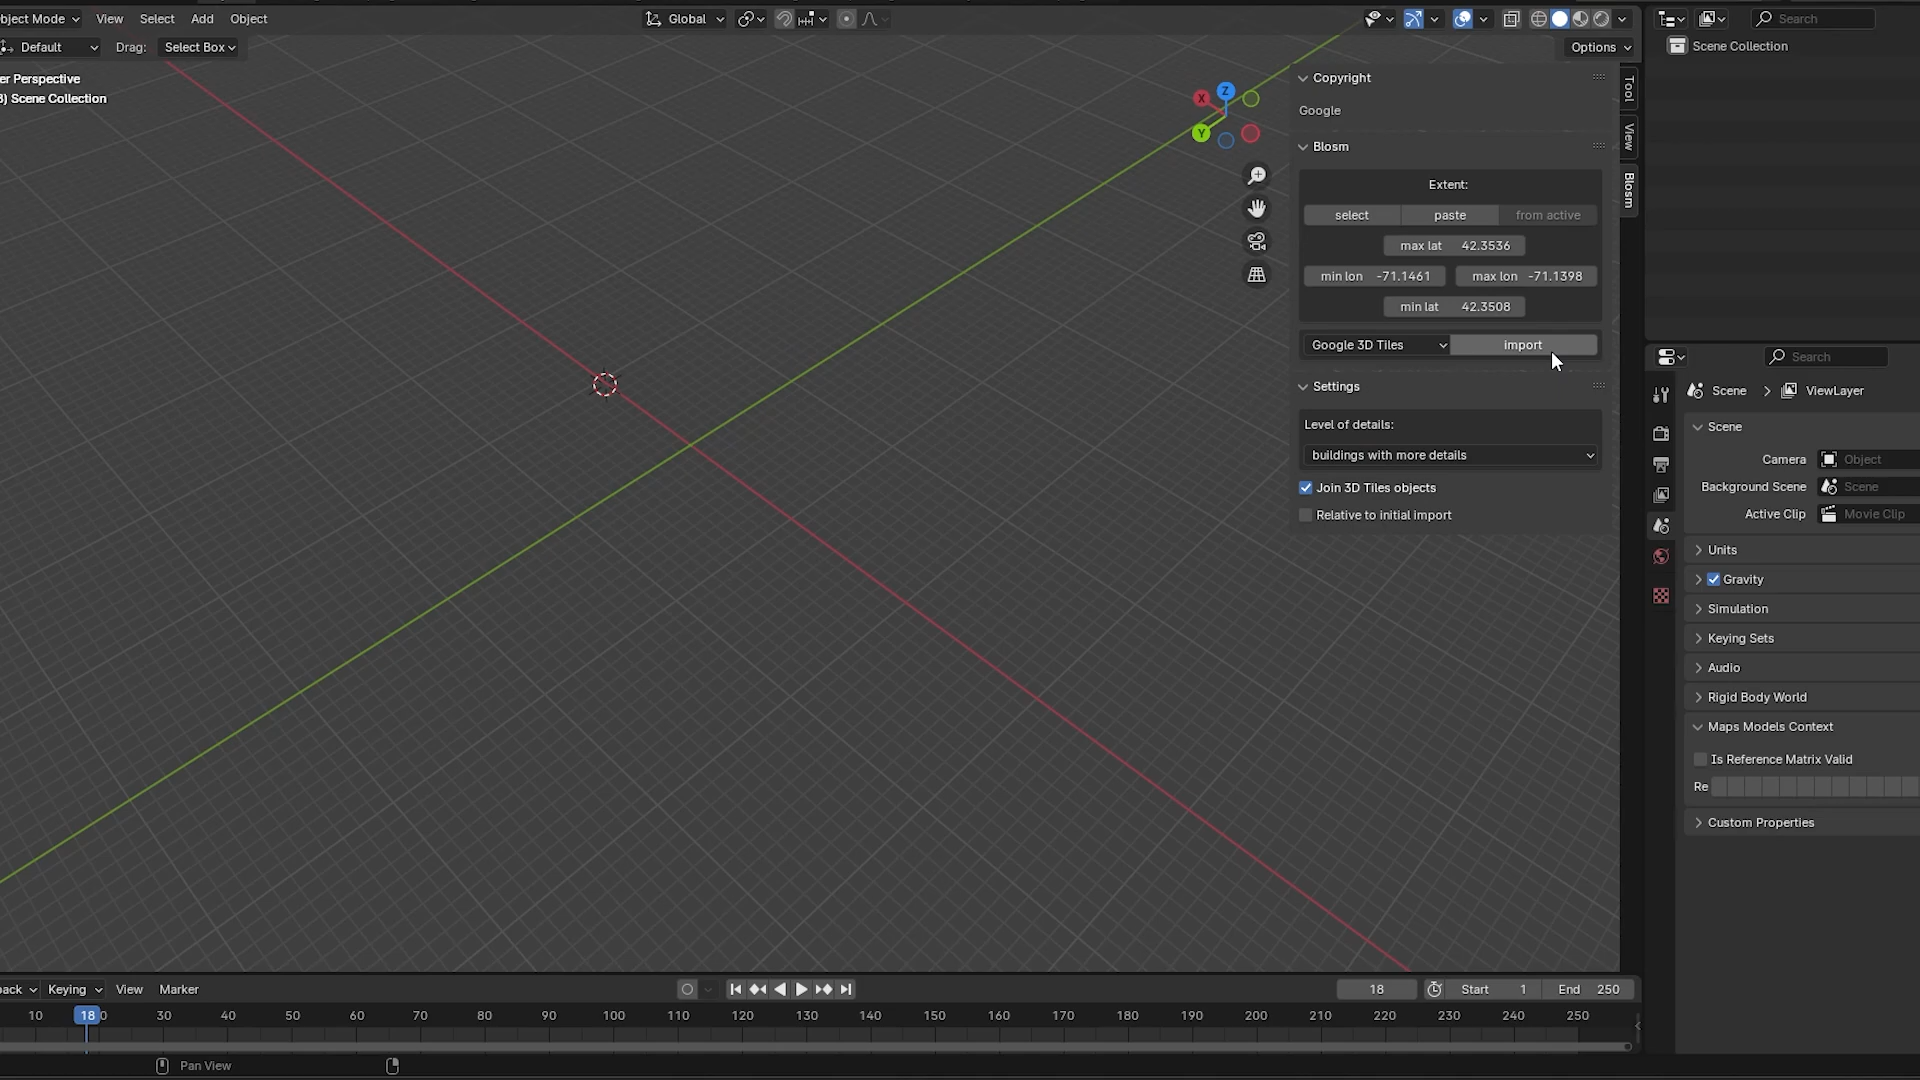 bject Mode View Select Add Object Global Search
Default Drag: Select Box Options Scene Collection
er Perspective
) Scene Collection
Copyright
Google
Blosm
Extent:
select paste from active
max lat 42.3536
min lon -71.1461 max lon -71.1398
min lat 42.3508
Google 3D Tiles import
Settings
Level of details:
buildings with more details
Join 3D Tiles objects
Relative to initial import
X
Y
Z
Tool
View
Blosm
Search
Scene > ViewLayer
Scene
Camera Object
Background Scene Scene
Active Clip Movie Clip
Units
Gravity
Simulation
Keying Sets
Audio
Rigid Body World
Maps Models Context
Is Reference Matrix Valid
Re
Custom Properties
back Keying View Marker 18 Start 1 End 250
10 18 30 40 50 60 70 80 90 100 110 120 130 140 150 160 170 180 190 200 210 220 230 240 250
Pan View